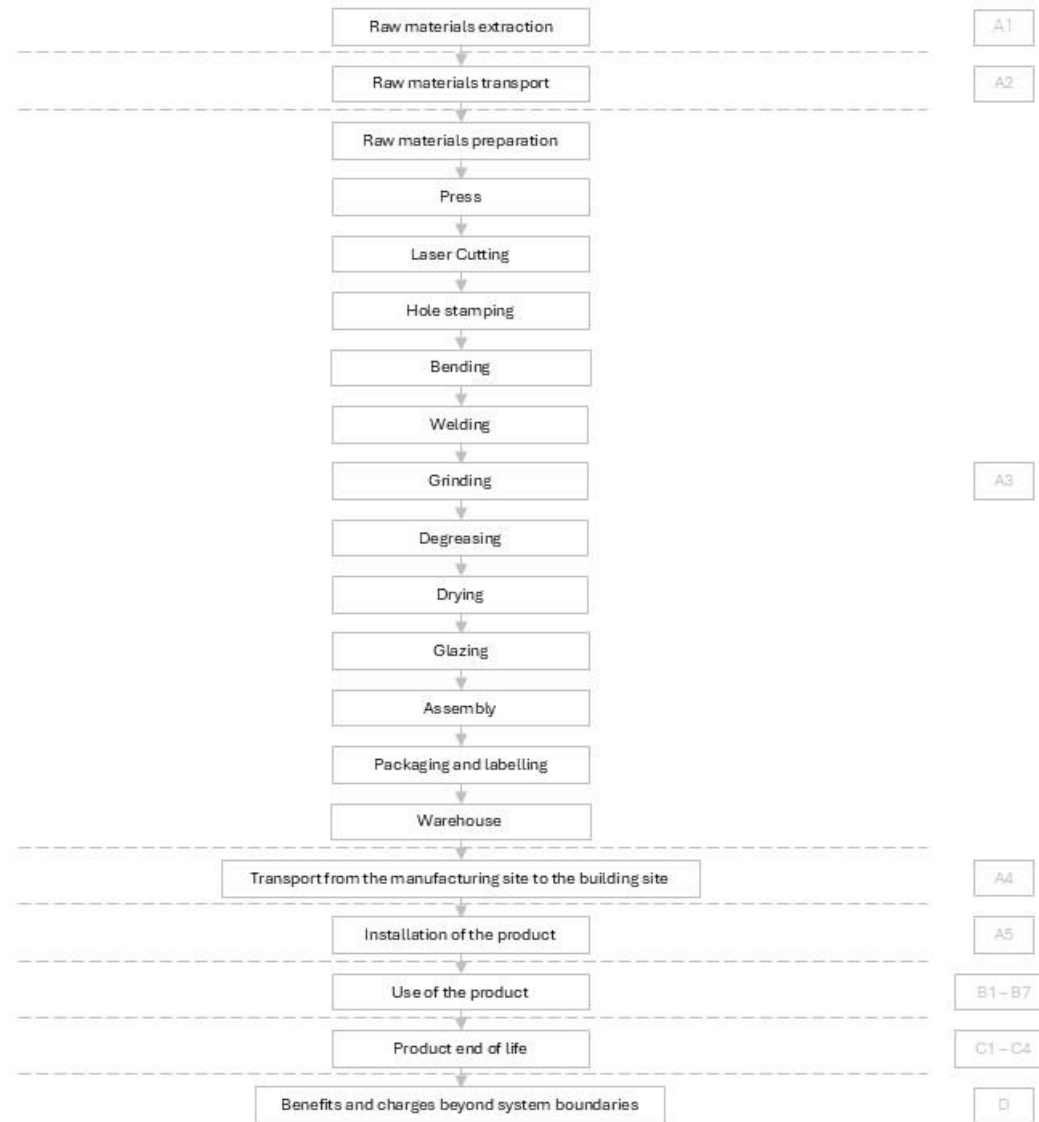 Raw materials extraction A1
Raw materials transport A2
Raw materials preparation
Press
Laser Cutting
Hole stamping
Bending
Welding
Grinding A3
Degreasing
Drying
Glazing
Assembly
Packaging and labelling
Warehouse
Transport from the manufacturing site to the building site A4
Installation of the product A5
Use of the product B1 – B7
Product end of life C1 – C4
Benefits and charges beyond system boundaries D